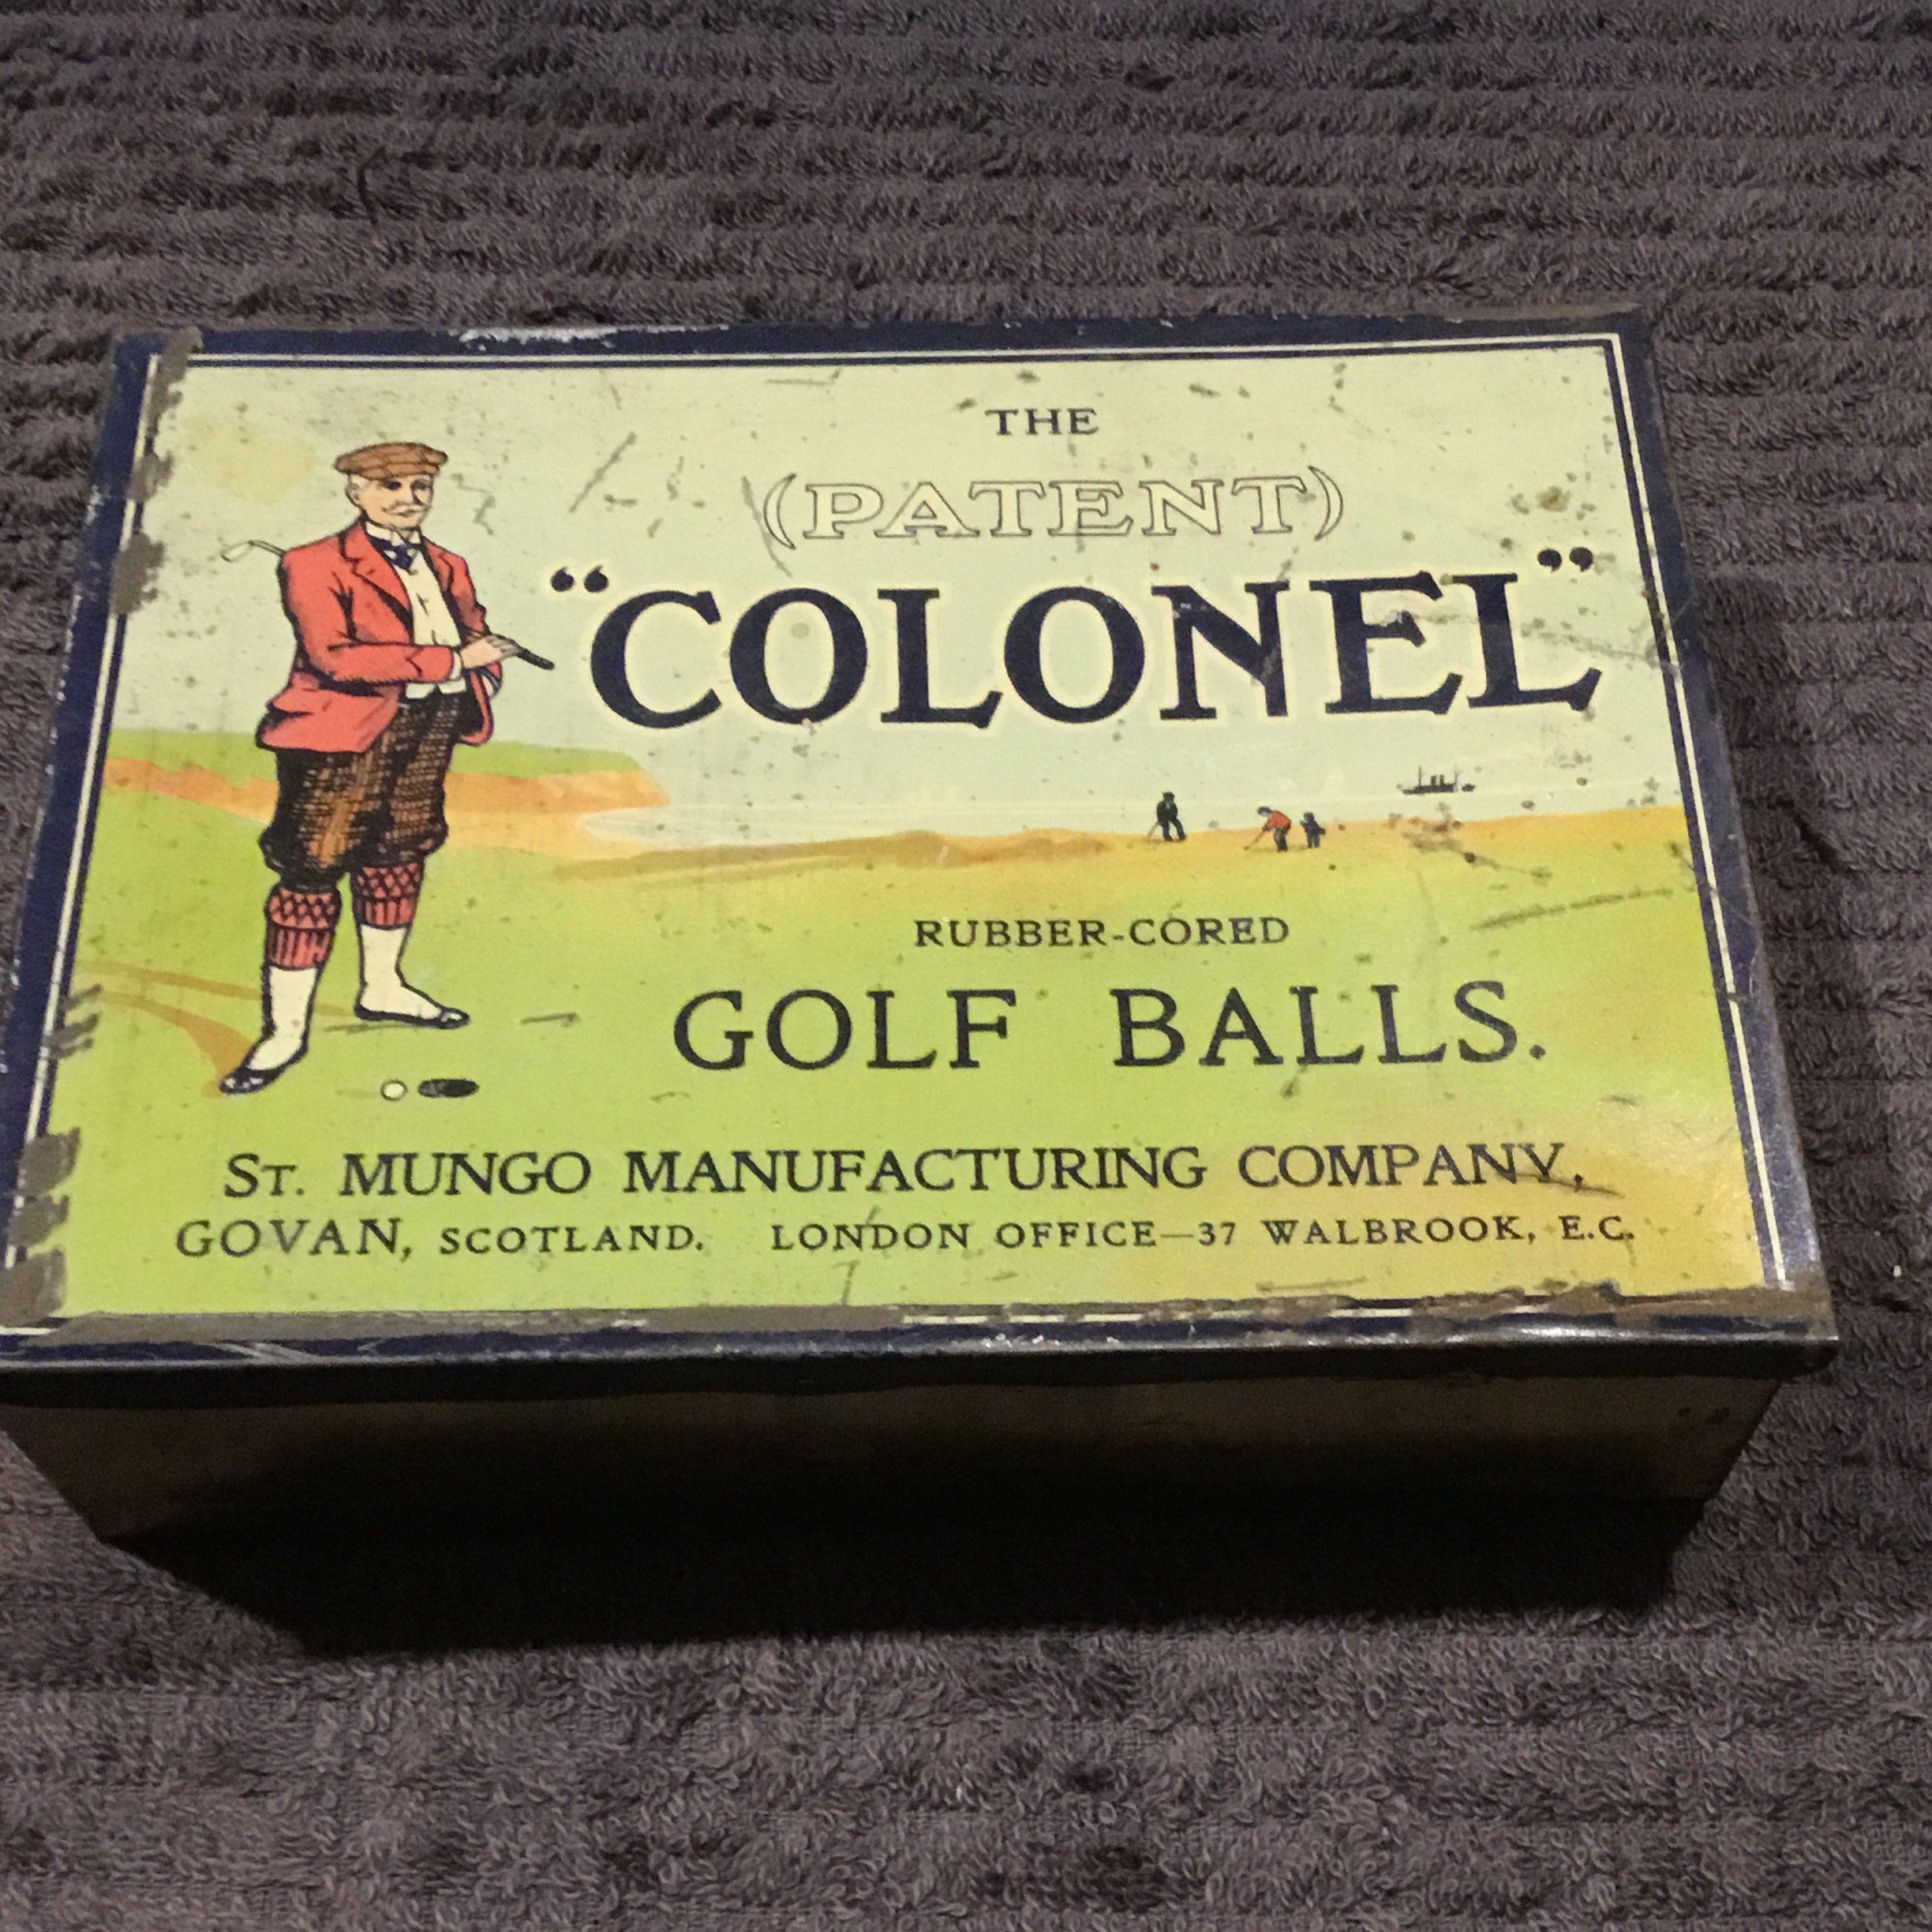 THE
(PATENT)
“COLONEL”
RUBBER-CORED
GOLF BALLS.
ST. MUNGO MANUFACTURING COMPANY,
GOVAN, SCOTLAND. LONDON OFFICE—37 WALBROOK, E.C.